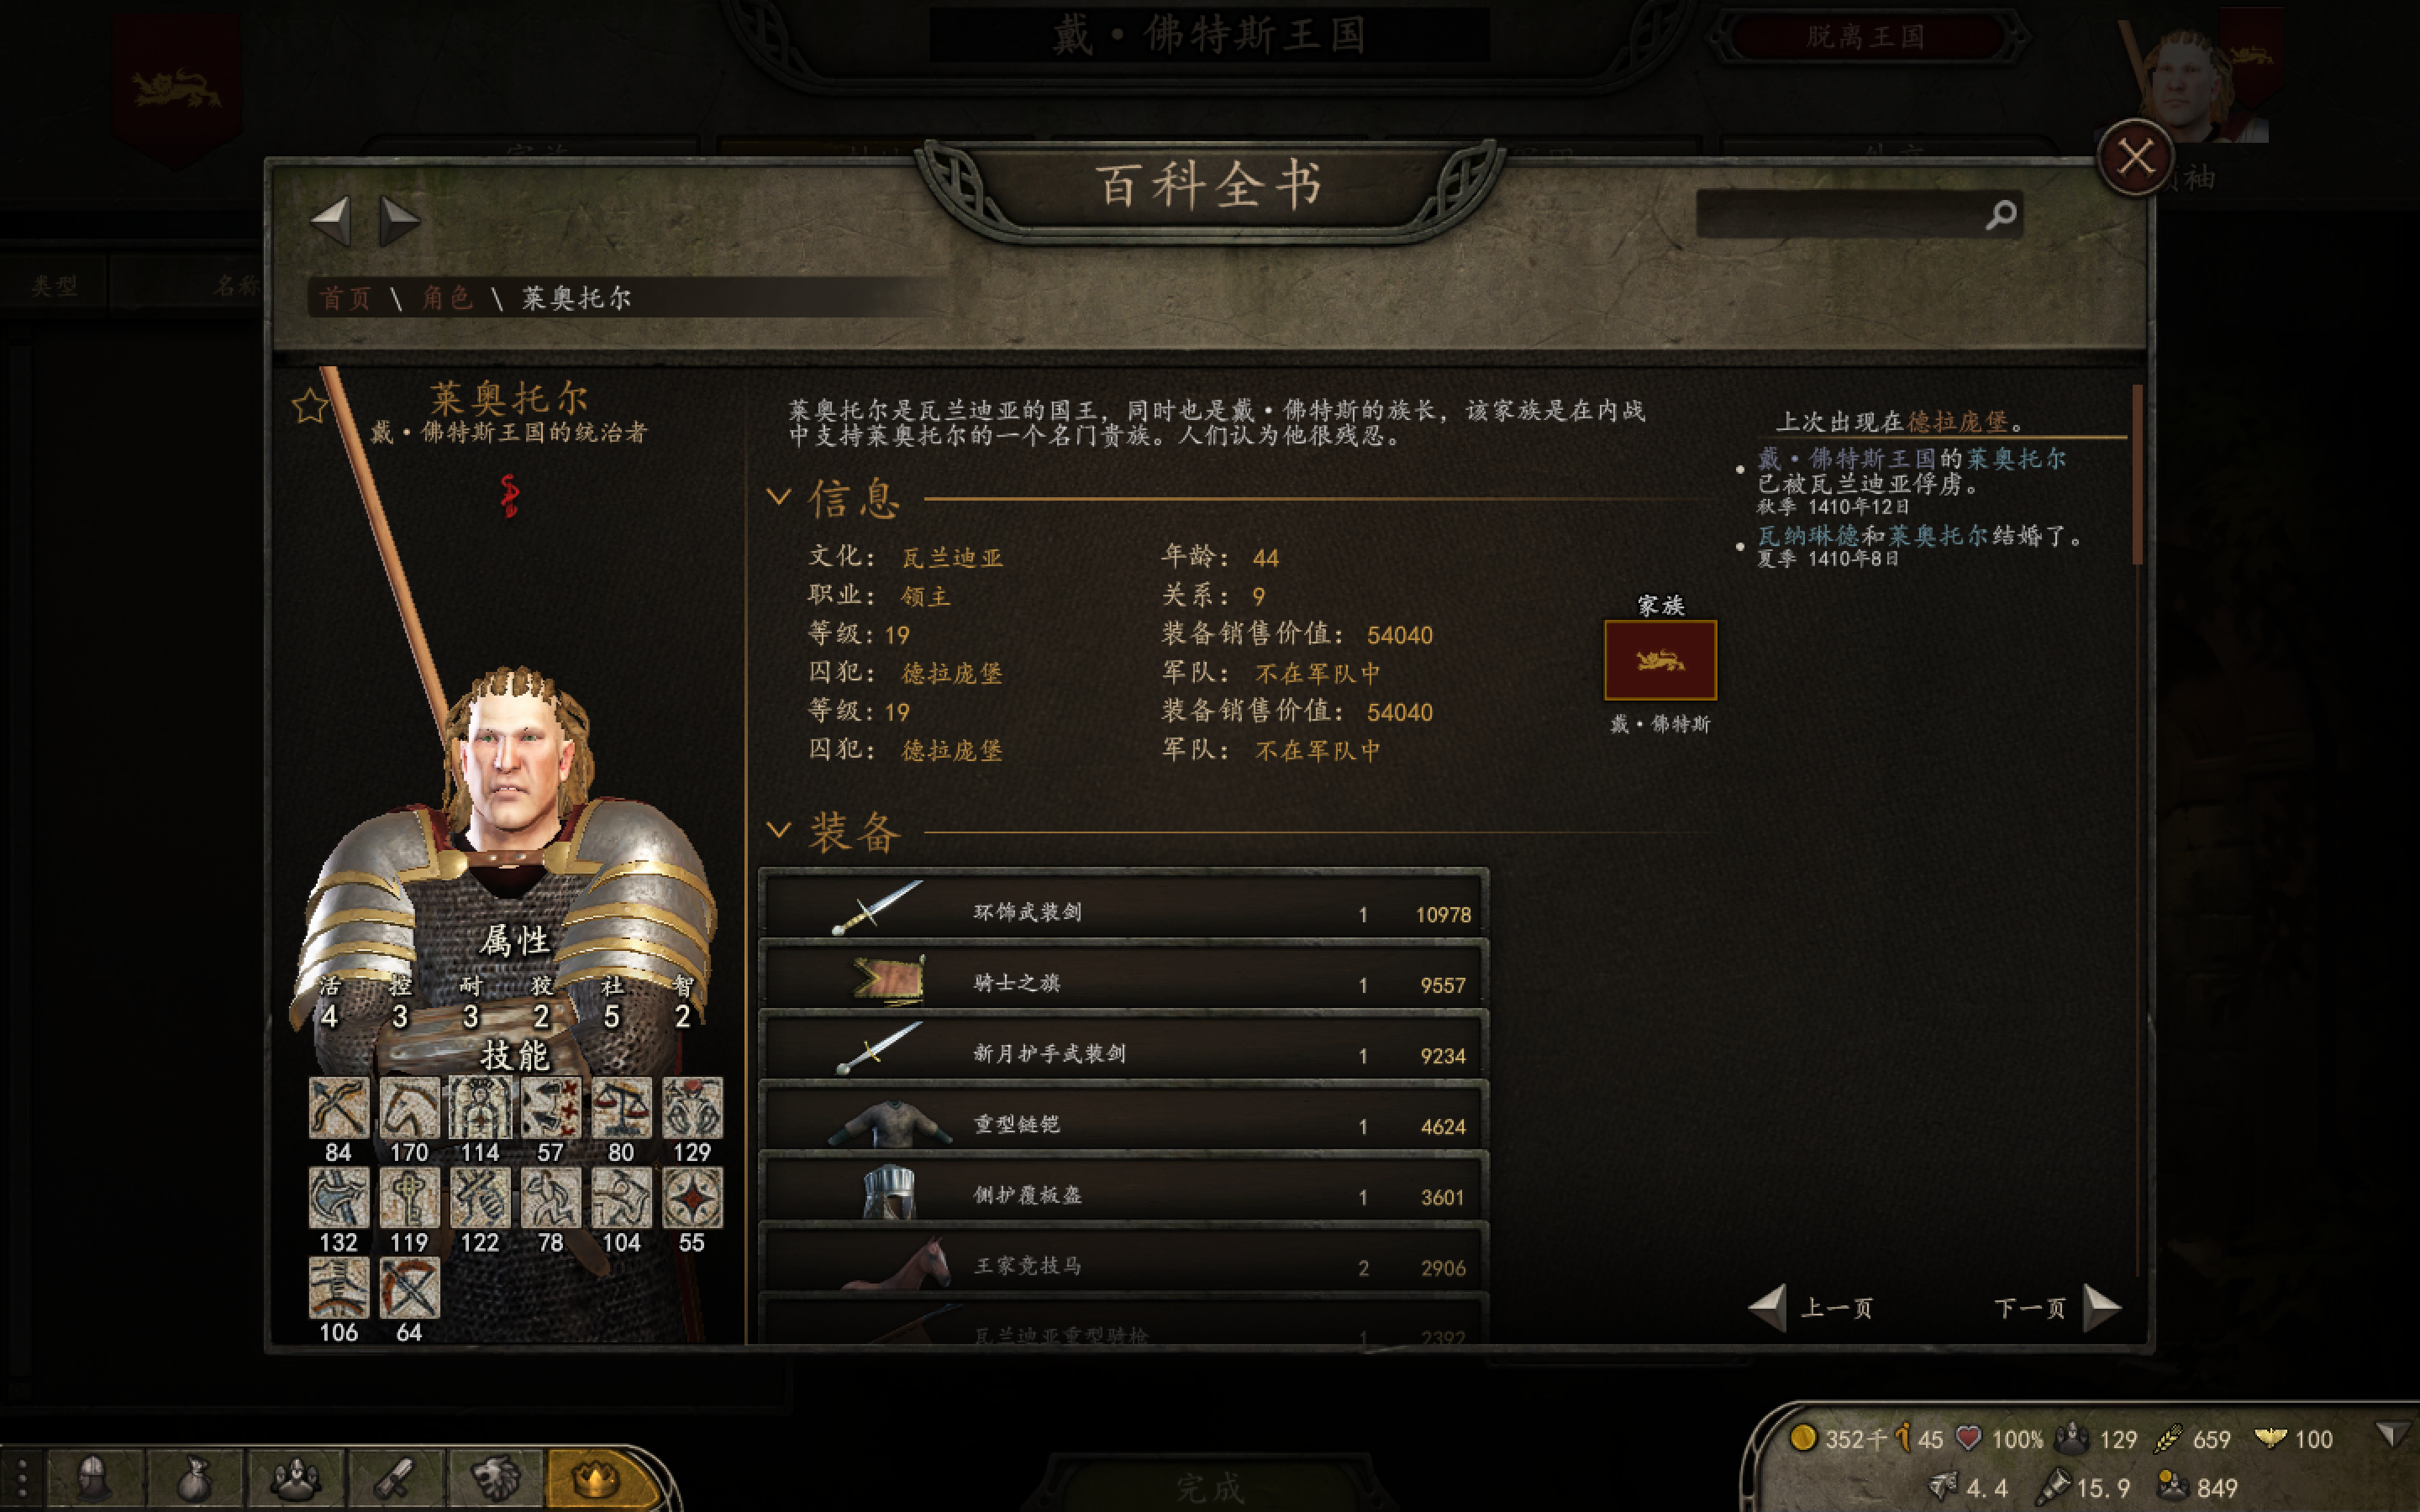 戴·佛特斯王国
脱离王国
百科全书
类型
名称
首页 \ 角色 \ 莱奥托尔
莱奥托尔
戴·佛特斯王国的统治者
莱奥托尔是瓦兰迪亚的国王，同时也是戴·佛特斯的族长，该家族是在内战
中支持莱奥托尔的一个名门贵族。人们认为他很残忍。
信息
文化： 瓦兰迪亚 年龄： 44
职业： 领主 关系： 9
等级: 19 装备销售价值： 54040
囚犯： 德拉庞堡 军队： 不在军队中
等级: 19 装备销售价值： 54040
囚犯： 德拉庞堡 军队： 不在军队中
家族
戴·佛特斯
上次出现在德拉庞堡。
戴·佛特斯王国的莱奥托尔
已被瓦兰迪亚俘虏。
秋季 1410年12日
瓦纳琳德和莱奥托尔结婚了。
夏季 1410年8日
装备
环饰武装剑 1 10978
骑士之旗 1 9557
新月护手武装剑 1 9234
重型链铠 1 4624
侧护覆板盔 1 3601
王家竞技马 2 2906
瓦兰迪亚重型骑枪 1 2392
属性
活 控 耐 狡 社 智
4 3 3 2 5 2
技能
84 170 114 57 80 129
132 119 122 78 104 55
106 64
上一页 下一页
完成
352千 45 100% 129 659 100
4.4 15.9 849